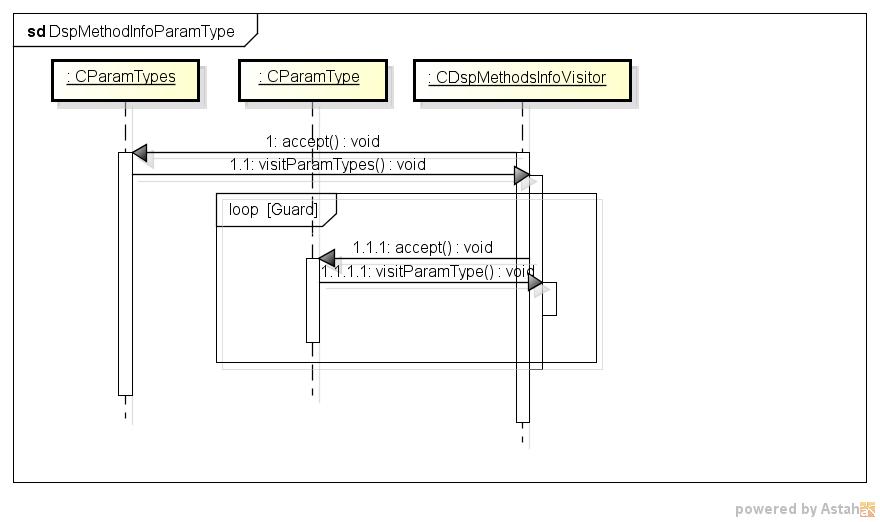 sd DspMethodInfoParamType
: CParamTypes
: CParamType
: CDspMethodsInfoVisitor
1: accept() : void
1.1: visitParamTypes() : void
loop [Guard]
1.1.1: accept() : void
1.1.1.1: visitParamType() : void
powered by Astah